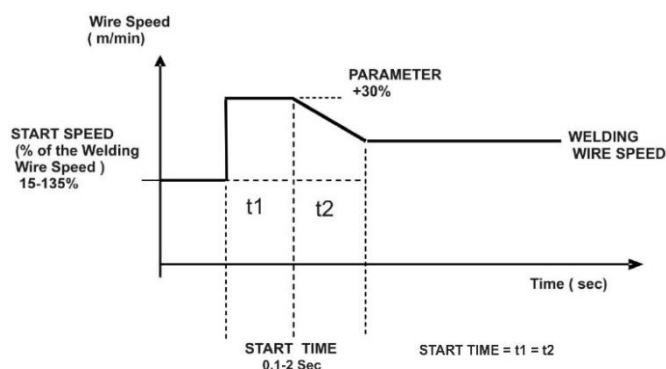 Wire Speed
( m/min)
PARAMETER
+30%
START SPEED
(% of the Welding
Wire Speed )
15-135%
WELDING
WIRE SPEED
t1
t2
Time ( sec)
START TIME
0,1-2 Sec
START TIME = t1 = t2